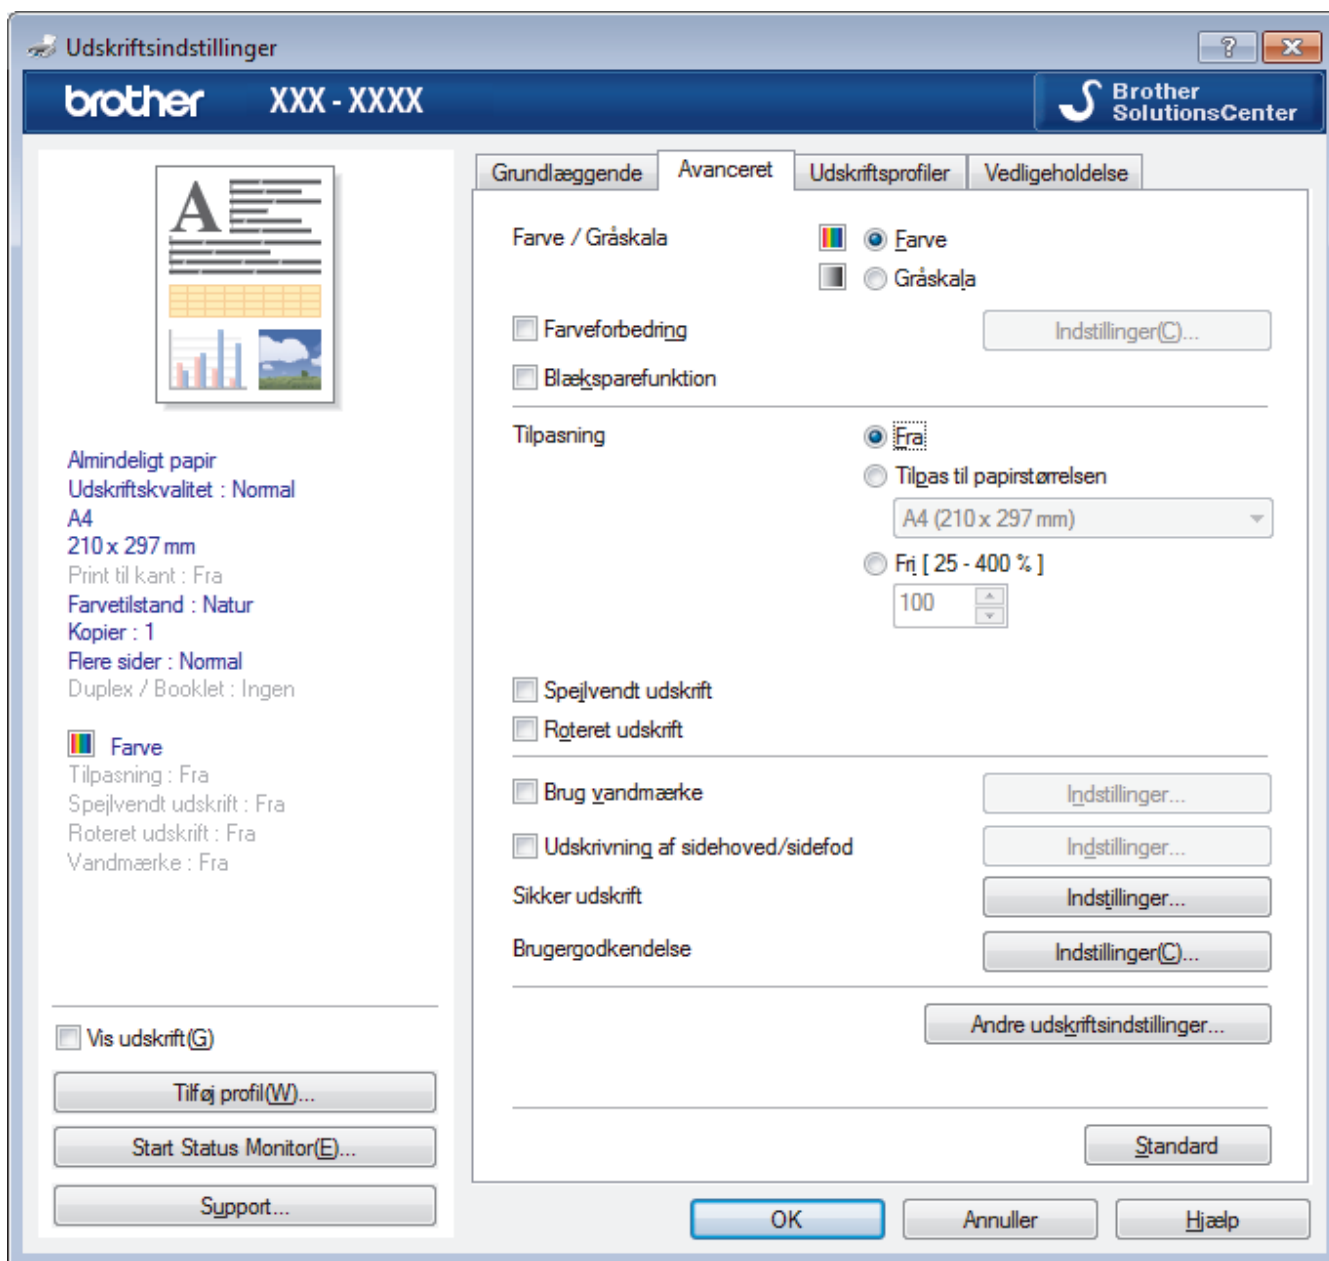 Udskriftsindstillinger
brother XXX - XXXX
Brother
SolutionsCenter
A
Almindeligt papir
Udskriftskvalitet : Normal
A4
210 x 297 mm
Print til kant : Fra
Farvetilstand : Natur
Kopier : 1
Flere sider : Normal
Duplex / Booklet : Ingen
Farve
Tilpasning : Fra
Spejlvendt udskrift : Fra
Roteret udskrift : Fra
Vandmærke : Fra
Vis udskrift(G)
Tilføj profil(W)...
Start Status Monitor(E)...
Support...
Grundlæggende Avanceret Udskriftsprofiler Vedligeholdelse
Farve / Gråskala Farve
Gråskala
Farveforbedring Indstillinger(C)...
Blæksparefunktion
Tilpasning Fra
Tilpas til papirstørrelsen
A4 (210 x 297 mm)
Fri [ 25 - 400 % ]
100
Spejlvendt udskrift
Roteret udskrift
Brug vandmærke Indstillinger...
Udskrivning af sidehoved/sidefod Indstillinger...
Sikker udskrift Indstillinger...
Brugergodkendelse Indstillinger(C)...
Andre udskriftsindstillinger...
Standard
OK Annuller Hjælp